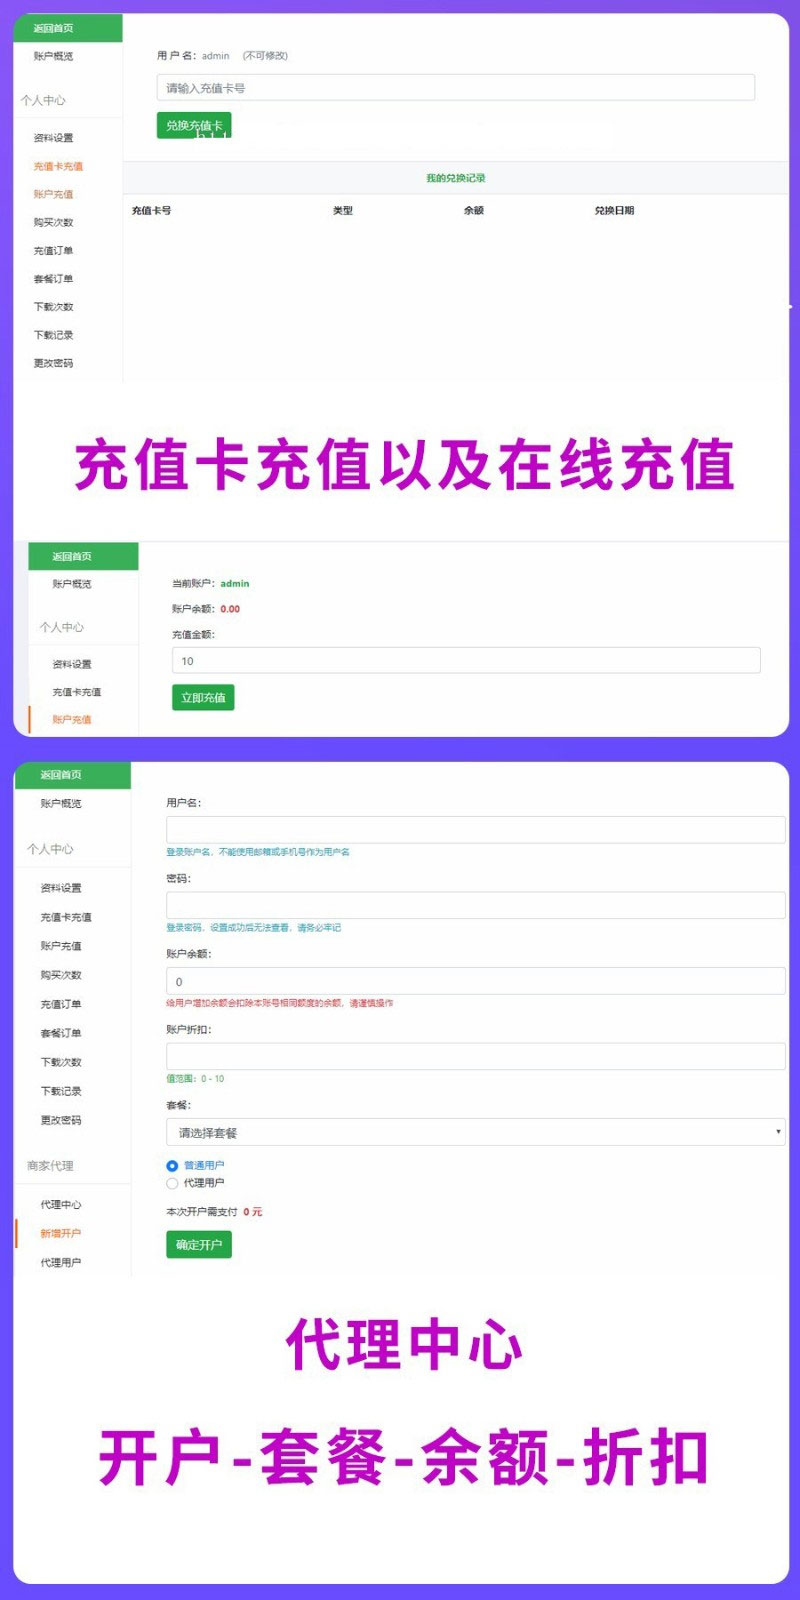 返回首页
账户概览
个人中心
资料设置
充值卡充值
账户充值
购买次数
充值订单
套餐订单
下载次数
下载记录
更改密码
用 户 名： admin （不可修改）
请输入充值卡号
兑换充值卡
我的兑换记录
充值卡号 类型 余额 兑换日期
充值卡充值以及在线充值
返回首页
账户概览
个人中心
资料设置
充值卡充值
账户充值
当前账户：admin
账户余额：0.00
充值金额：
10
立即充值
返回首页
账户概览
个人中心
资料设置
充值卡充值
账户充值
购买次数
充值订单
套餐订单
下载次数
下载记录
更改密码
商家代理
代理中心
新增开户
代理用户
用户名：
登录账户名，不能使用邮箱或手机号作为用户名
密码：
登录密码，设置成功后无法查看，请务必牢记
账户余额：
0
给用户增加余额会扣除本账号相同额度的余额，请谨慎操作
账户折扣：
值范围：0 - 10
套餐：
请选择套餐
普通用户
代理用户
本次开户需支付 0 元
确定开户
代理中心
开户-套餐-余额-折扣